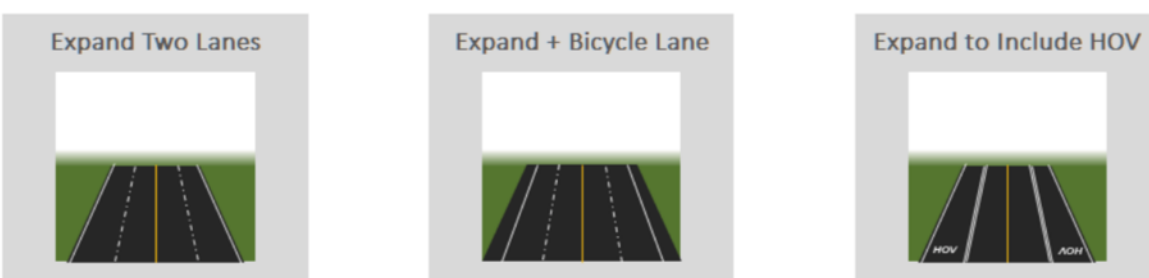 Expand Two Lanes
Expand + Bicycle Lane
Expand to Include HOV
HOV
HOV